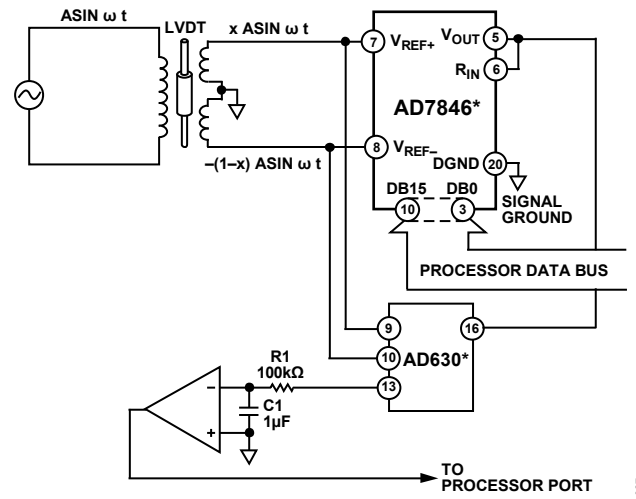 ASIN ω t
LVDT
x ASIN ω t
–(1–x) ASIN ω t
7 VREF+
VOUT 5
RIN 6
AD7846*
8 VREF–
DGND 20
DB15 DB0
10 3
SIGNAL
GROUND
PROCESSOR DATA BUS
9
16
10
AD630*
13
R1
100kΩ
C1
1µF
–
+
TO
PROCESSOR PORT